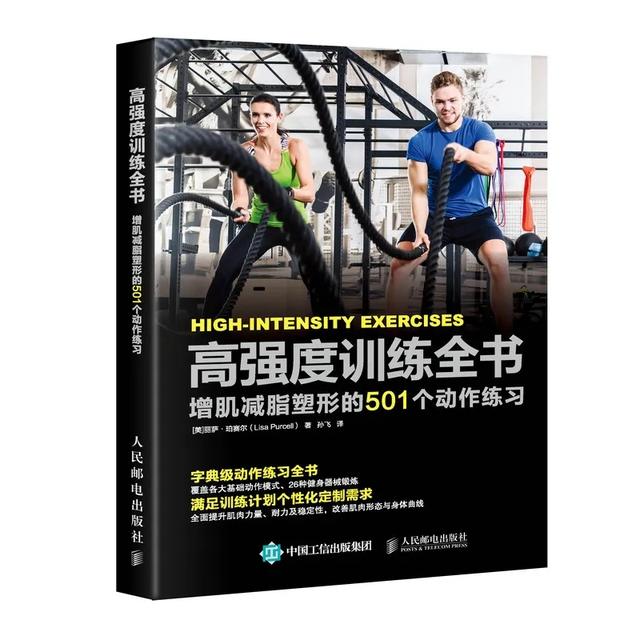 高强度训练全书
增肌减脂塑形的501个动作练习
人民邮电出版社
HIGH-INTENSITY EXERCISES
高强度训练全书
增肌减脂塑形的501个动作练习
[美]丽萨·珀赛尔（Lisa Purcell） 著 孙飞 译
字典级动作练习全书
覆盖各大基础动作模式、26种健身器械锻炼
满足训练计划个性化定制需求
全面提升肌肉力量、耐力及稳定性，改善肌肉形态与身体曲线
中国工信出版集团
人民邮电出版社
POSTS & TELECOM PRESS